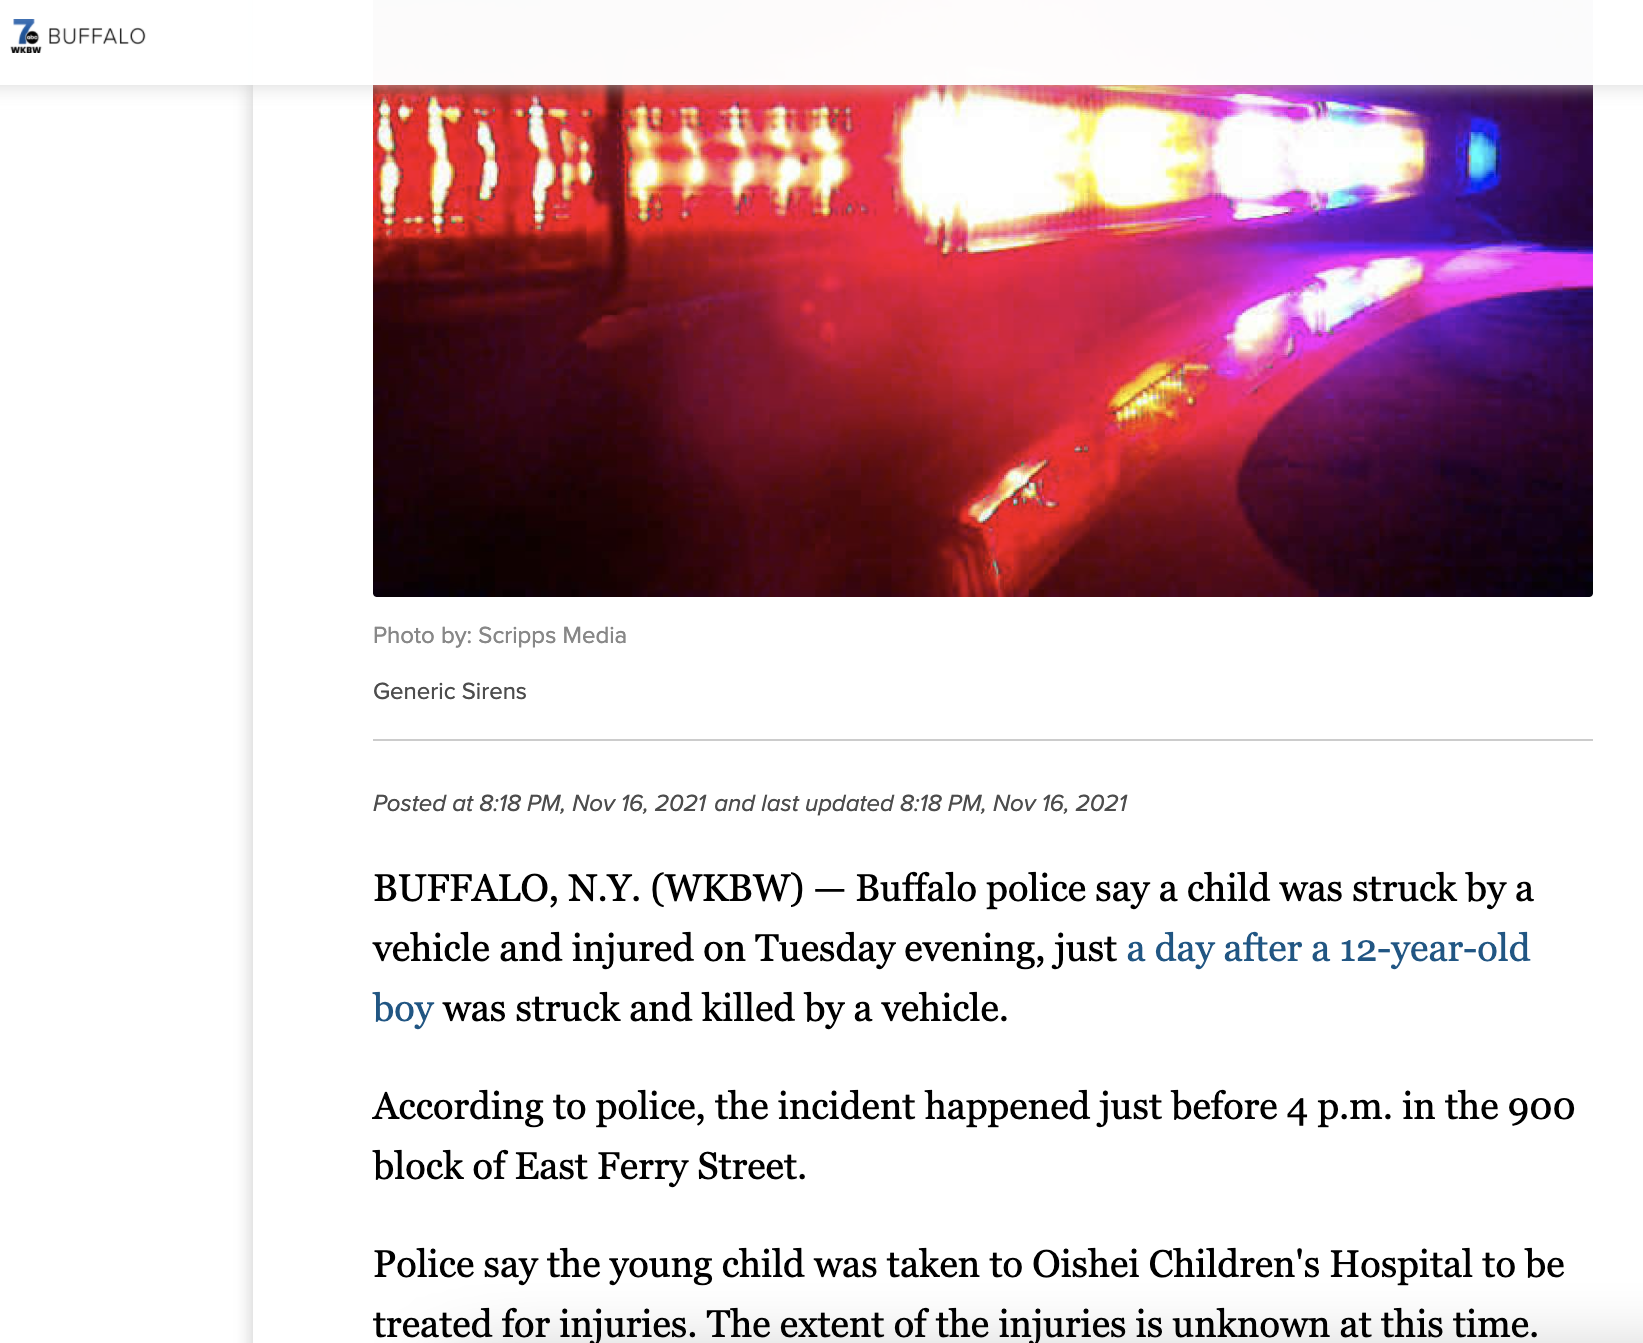 7 abc
WKBW
BUFFALO
Photo by: Scripps Media
Generic Sirens
Posted at 8:18 PM, Nov 16, 2021 and last updated 8:18 PM, Nov 16, 2021
BUFFALO, N.Y. (WKBW) — Buffalo police say a child was struck by a
vehicle and injured on Tuesday evening, just a day after a 12-year-old
boy was struck and killed by a vehicle.
According to police, the incident happened just before 4 p.m. in the 900
block of East Ferry Street.
Police say the young child was taken to Oishei Children's Hospital to be
treated for injuries. The extent of the injuries is unknown at this time.